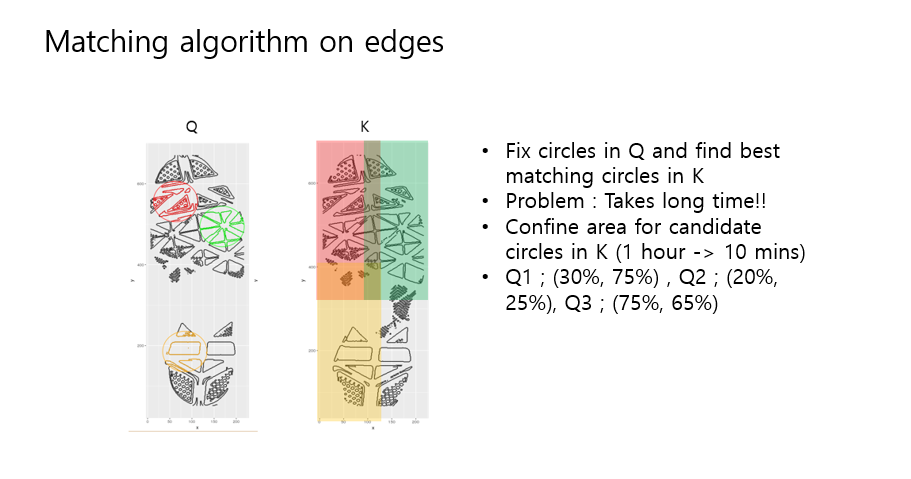 Matching algorithm on edges
Q
K
• Fix circles in Q and find best
matching circles in K
• Problem : Takes long time!!
• Confine area for candidate
circles in K (1 hour -> 10 mins)
• Q1 ; (30%, 75%) , Q2 ; (20%,
25%), Q3 ; (75%, 65%)